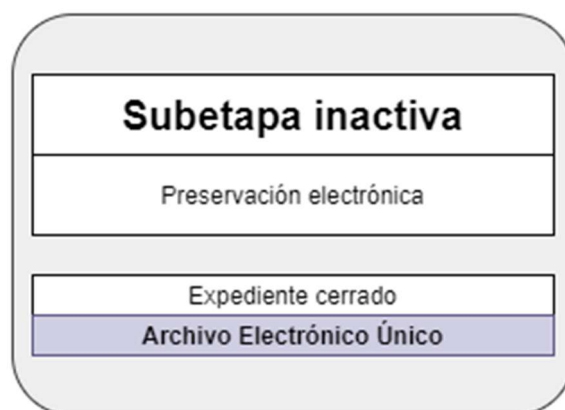 Subetapa inactiva
Preservación electrónica
Expediente cerrado
Archivo Electrónico Único